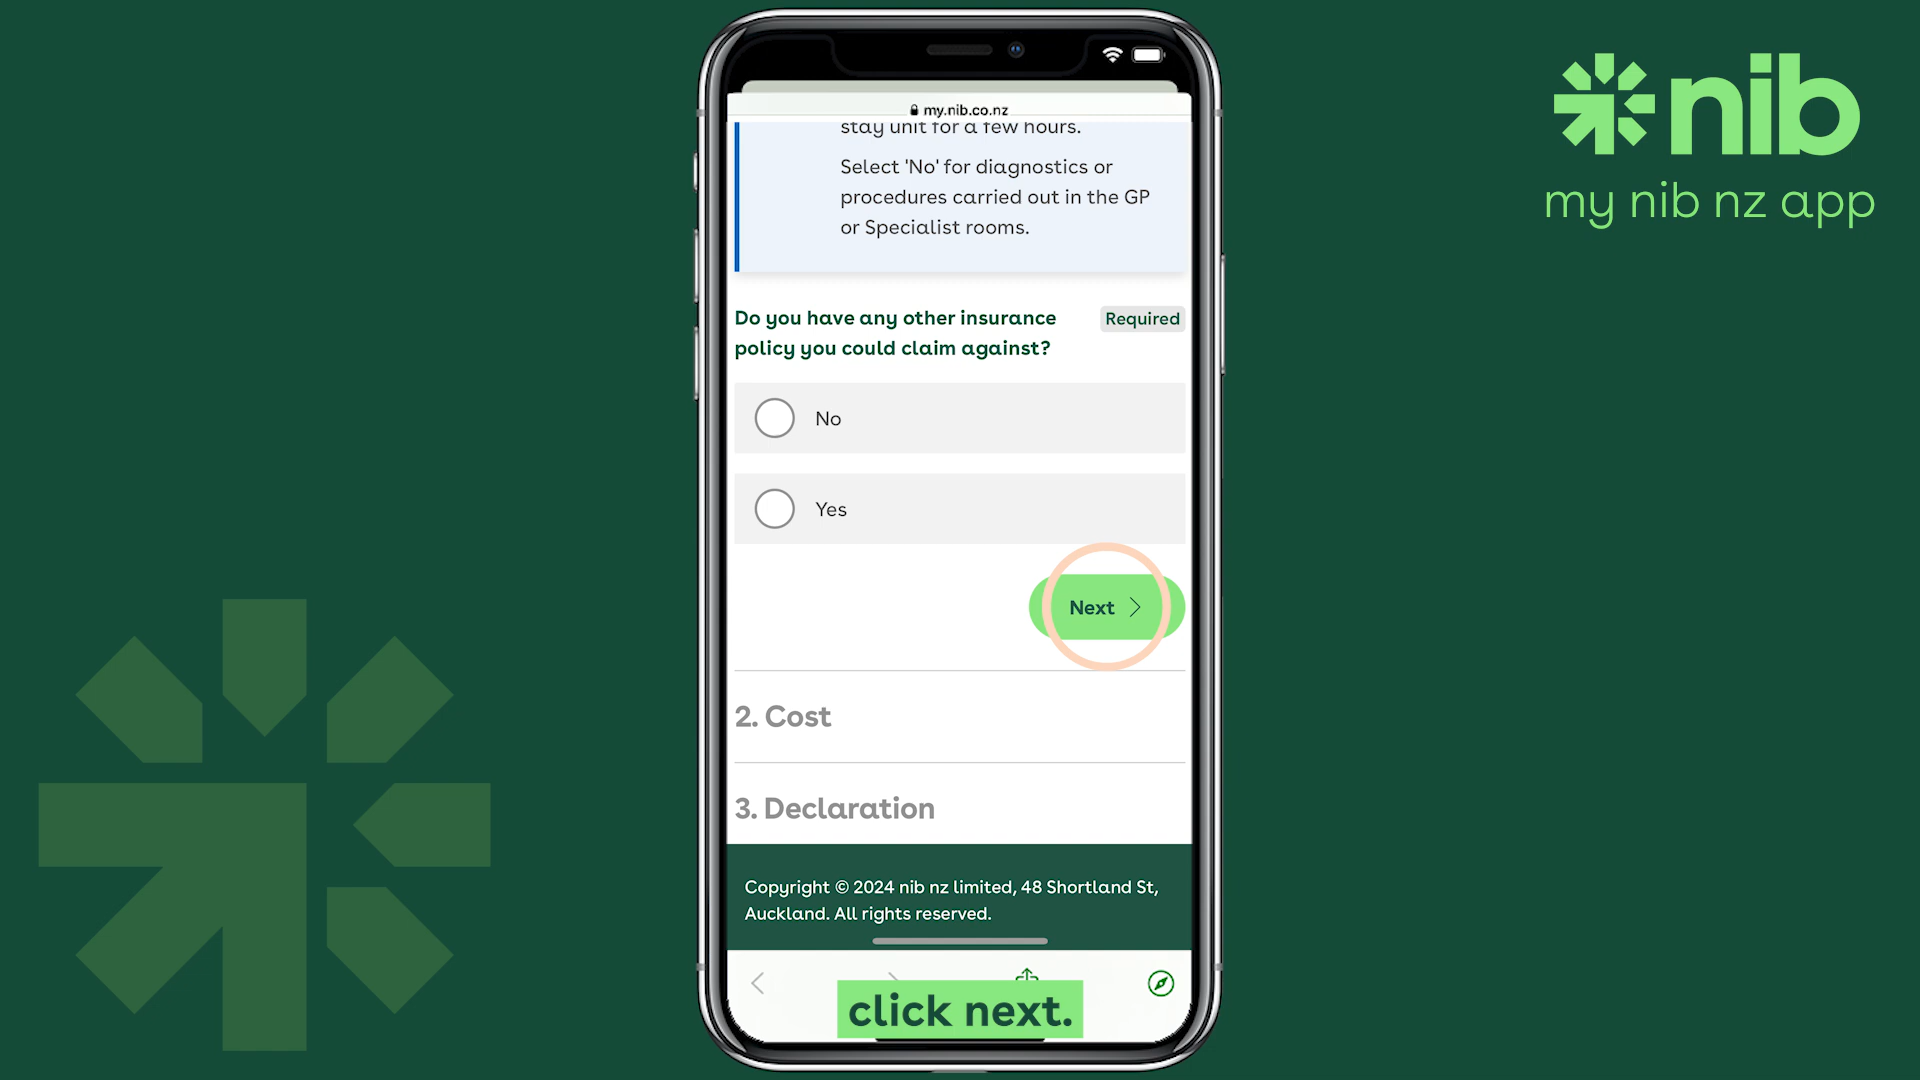 nib
my nib nz app
my.nib.co.nz
stay unit for a few hours.
Select 'No' for diagnostics or
procedures carried out in the GP
or Specialist rooms.
Do you have any other insurance
policy you could claim against?
Required
No
Yes
Next
2. Cost
3. Declaration
Copyright © 2024 nib nz limited, 48 Shortland St,
Auckland. All rights reserved.
click next.